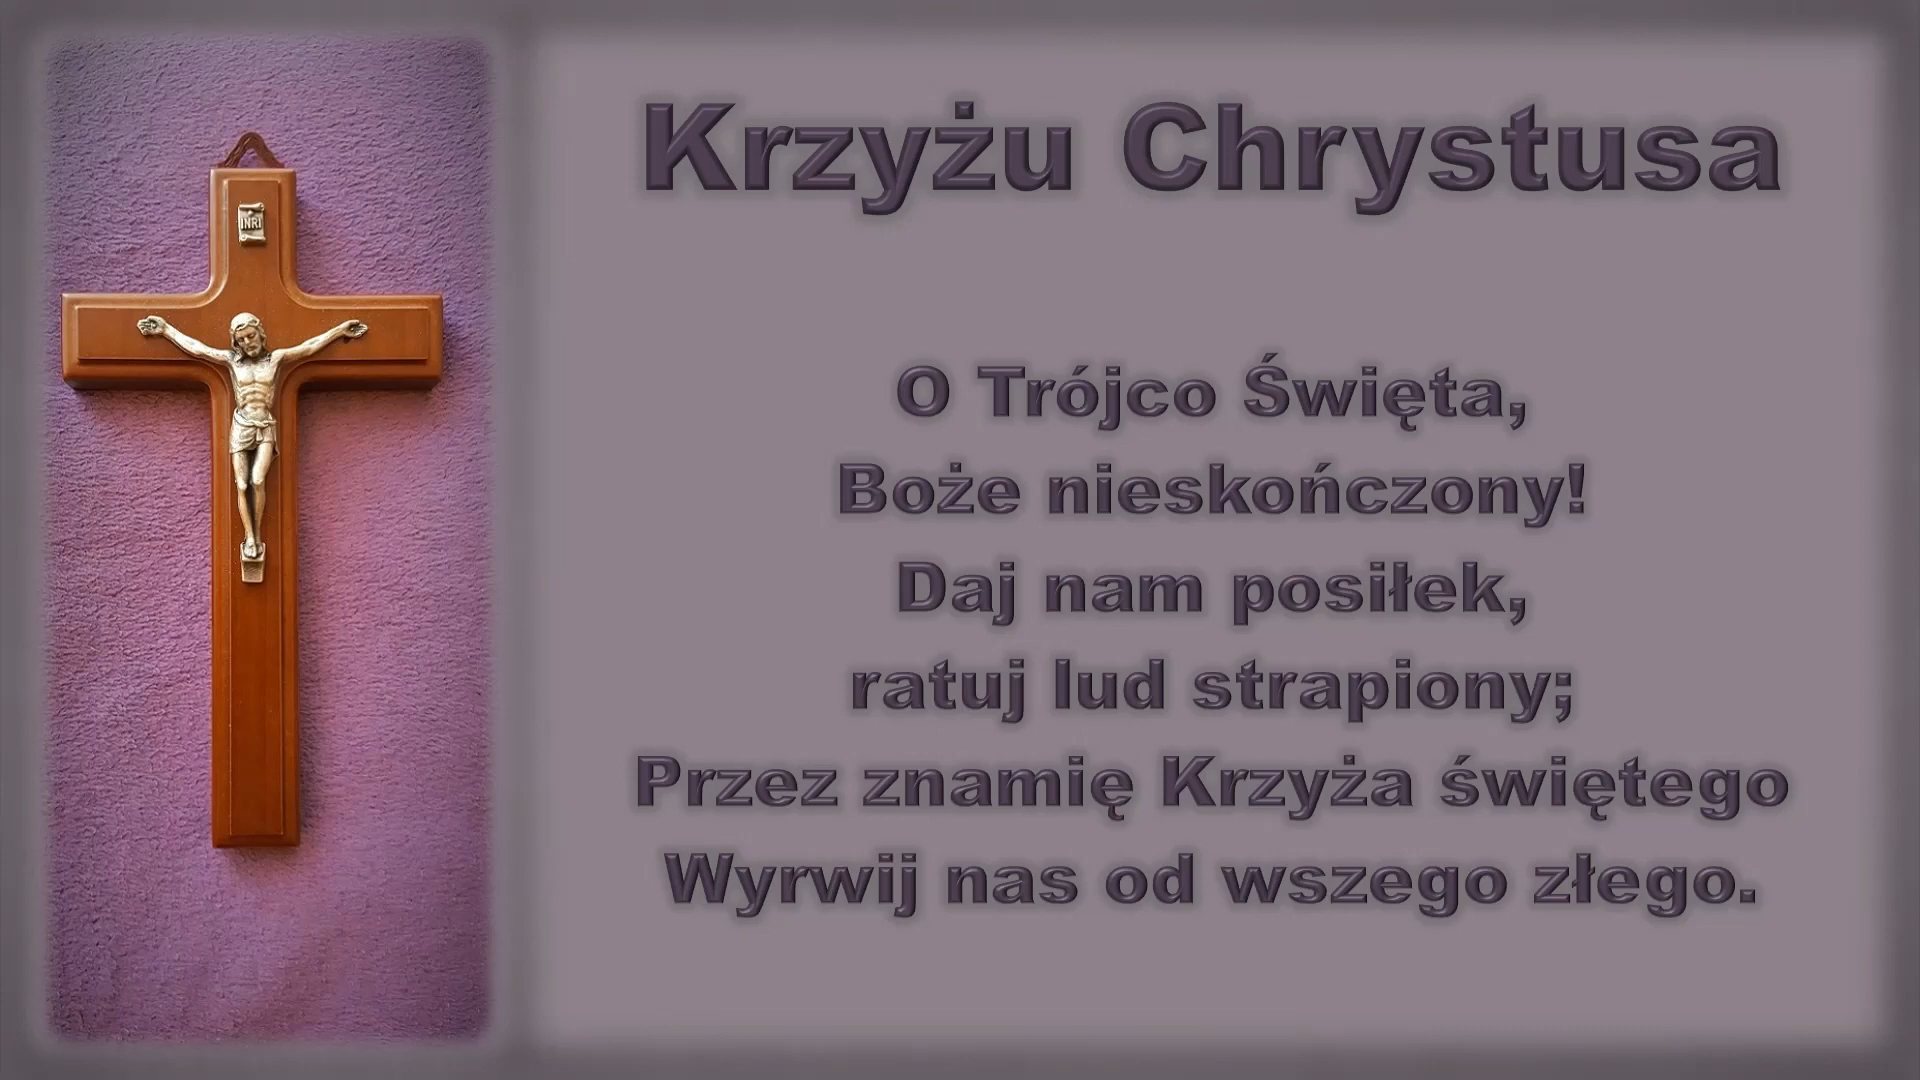 INRI
Krzyżu Chrystusa
O Trójco Święta,
Boże nieskończony!
Daj nam posiłek,
ratuj lud strapiony;
Przez znamię Krzyża świętego
Wyrwij nas od wszego złego.